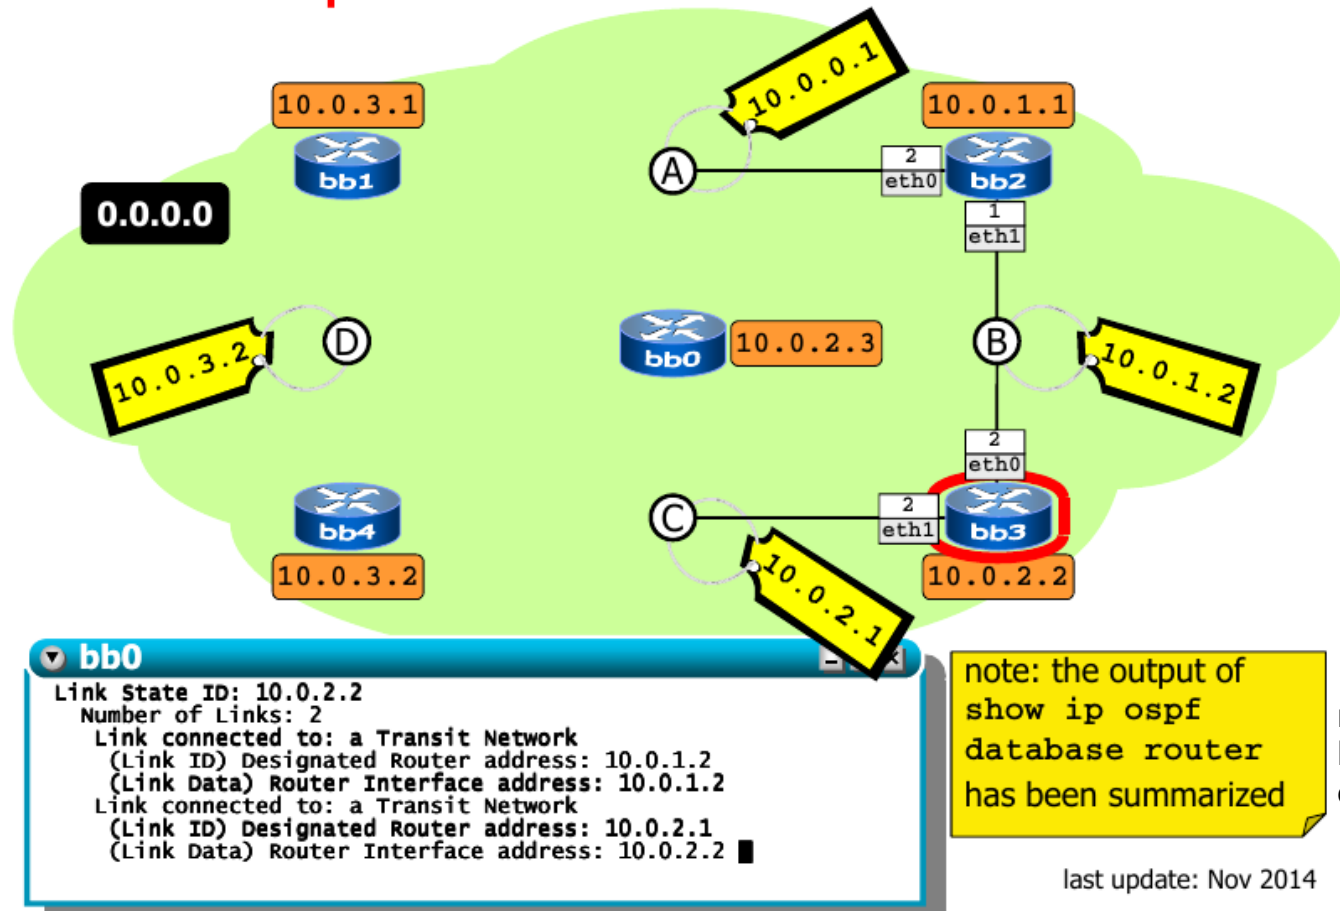 10.0.0.1
10.0.3.1
10.0.1.1
A
2
eth0
bb1
bb2
0.0.0.0
1
eth1
10.0.3.2
D
bb0
10.0.2.3
B
10.0.1.2
2
eth0
bb4
C
2
eth1
bb3
10.0.3.2
10.0.2.1
10.0.2.2
bb0
Link State ID: 10.0.2.2
Number of Links: 2
Link connected to: a Transit Network
(Link ID) Designated Router address: 10.0.1.2
(Link Data) Router Interface address: 10.0.1.2
Link connected to: a Transit Network
(Link ID) Designated Router address: 10.0.2.1
(Link Data) Router Interface address: 10.0.2.2
note: the output of
show ip ospf
database router
has been summarized
last update: Nov 2014